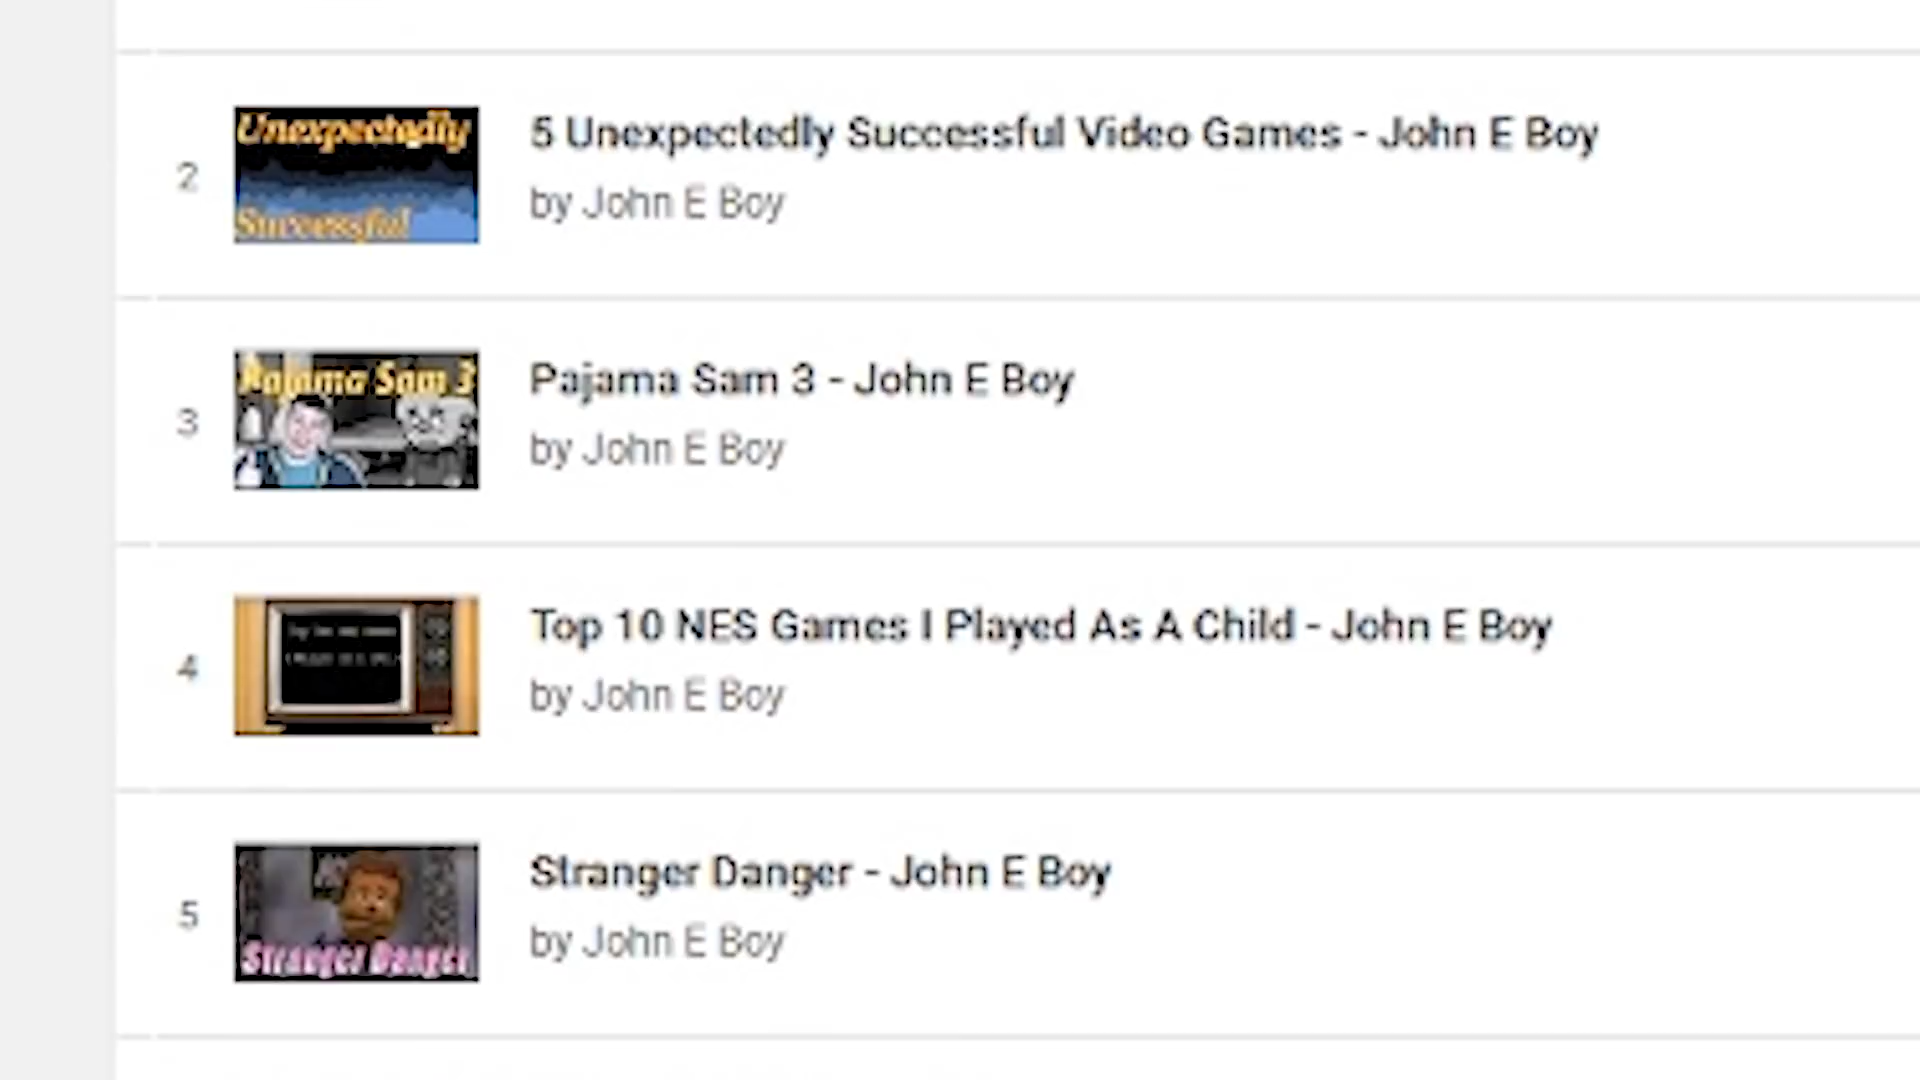 2
Unexpectedly
Successful
5 Unexpectedly Successful Video Games - John E Boy
by John E Boy
3
Pajama Sam 3
Pajama Sam 3 - John E Boy
by John E Boy
4
Top 10 NES Games I Played As A Child - John E Boy
by John E Boy
5
Stranger Danger
Stranger Danger - John E Boy
by John E Boy